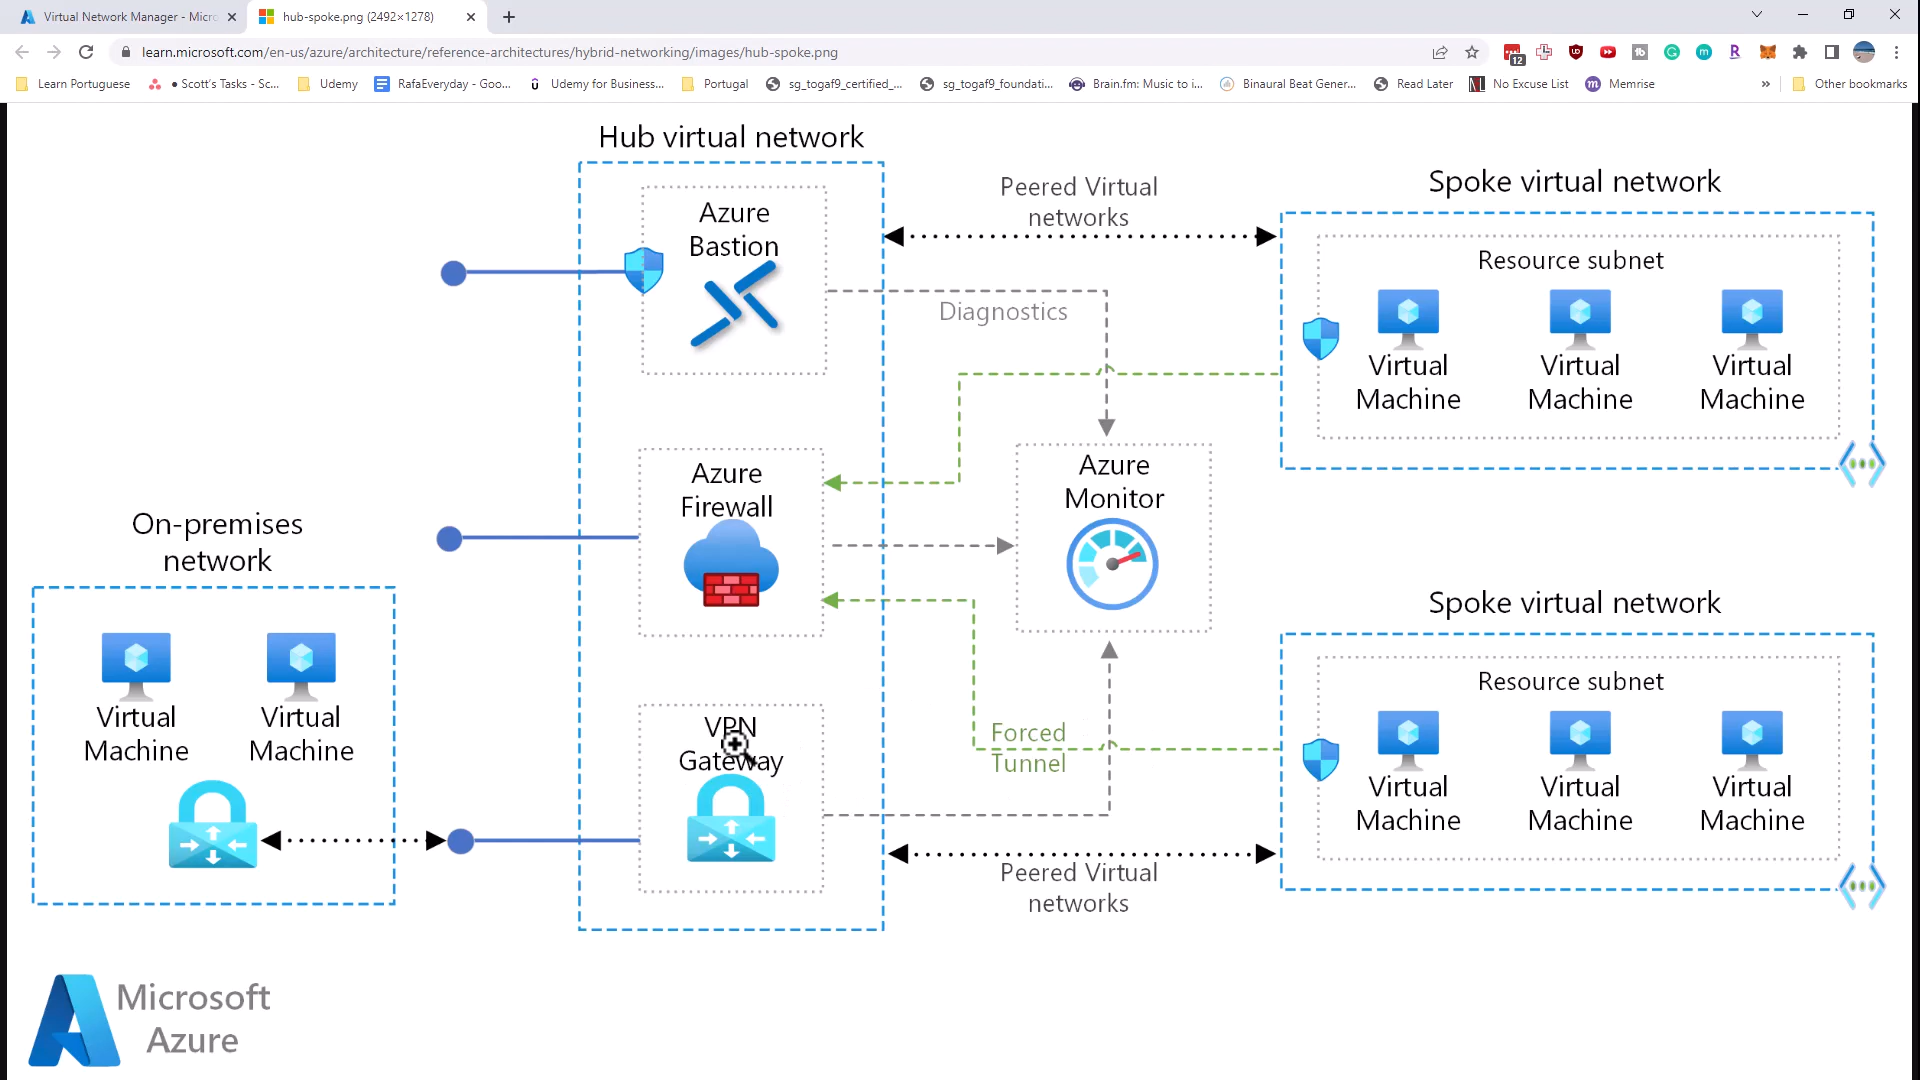 Virtual Network Manager - Micro
hub-spoke.png (2492×1278)
learn.microsoft.com/en-us/azure/architecture/reference-architectures/hybrid-networking/images/hub-spoke.png
12
Learn Portuguese
• Scott's Tasks - Sc...
Udemy
RafaEveryday - Goo...
Udemy for Business...
Portugal
sg_togaf9_certified_...
sg_togaf9_foundati...
Brain.fm: Music to i...
Binaural Beat Gener...
Read Later
No Excuse List
Memrise
»
Other bookmarks
Hub virtual network
Azure
Bastion
Peered Virtual
networks
Spoke virtual network
Resource subnet
Virtual
Machine
Virtual
Machine
Virtual
Machine
Diagnostics
Azure
Firewall
Azure
Monitor
On-premises
network
Virtual
Machine
Virtual
Machine
VPN
Gateway
Forced
Tunnel
Spoke virtual network
Resource subnet
Virtual
Machine
Virtual
Machine
Virtual
Machine
Peered Virtual
networks
Microsoft
Azure